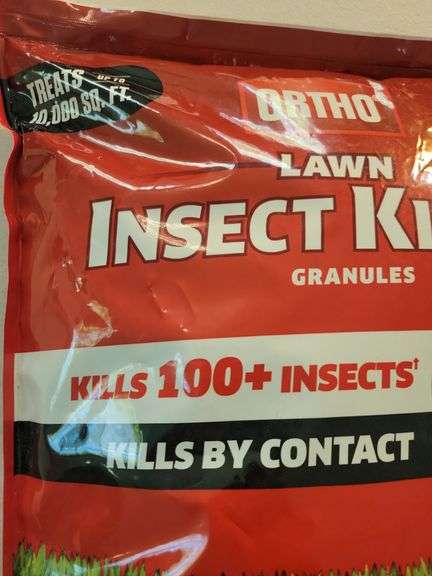 TREATS UP TO
10,000 SQ. FT.
ORTHO
LAWN
INSECT KI
GRANULES
KILLS 100+ INSECTS†
KILLS BY CONTACT